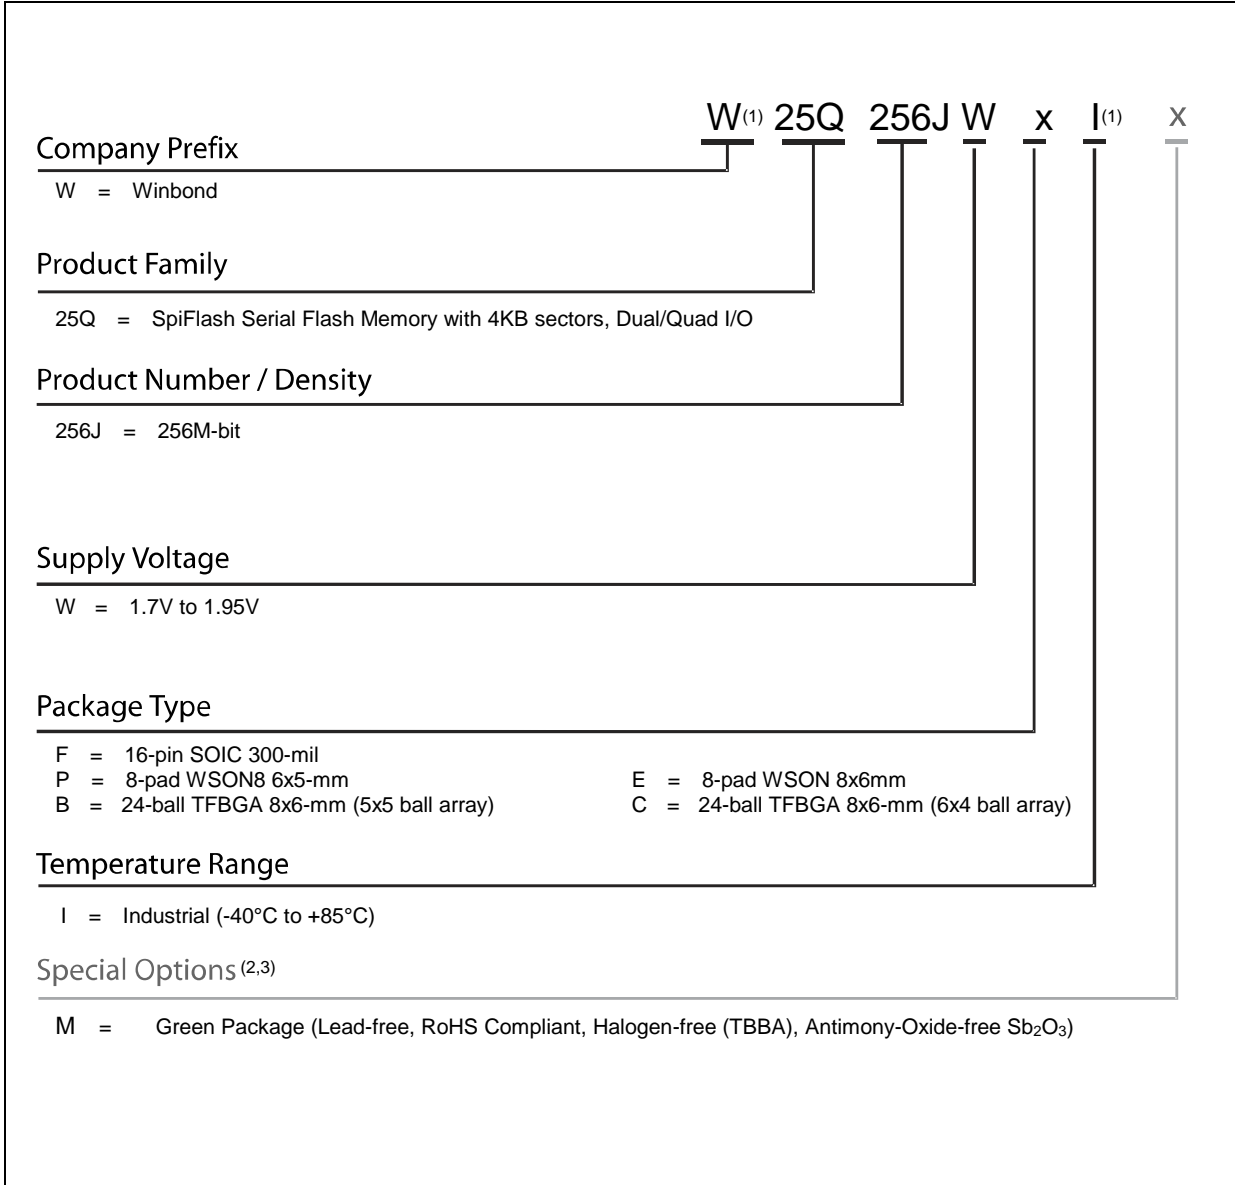 W(1) 25Q 256J W x I(1) x
Company Prefix
W = Winbond
Product Family
25Q = SpiFlash Serial Flash Memory with 4KB sectors, Dual/Quad I/O
Product Number / Density
256J = 256M-bit
Supply Voltage
W = 1.7V to 1.95V
Package Type
F = 16-pin SOIC 300-mil
P = 8-pad WSON8 6x5-mm E = 8-pad WSON 8x6mm
B = 24-ball TFBGA 8x6-mm (5x5 ball array) C = 24-ball TFBGA 8x6-mm (6x4 ball array)
Temperature Range
I = Industrial (-40°C to +85°C)
Special Options (2,3)
M = Green Package (Lead-free, RoHS Compliant, Halogen-free (TBBA), Antimony-Oxide-free Sb₂O₃)